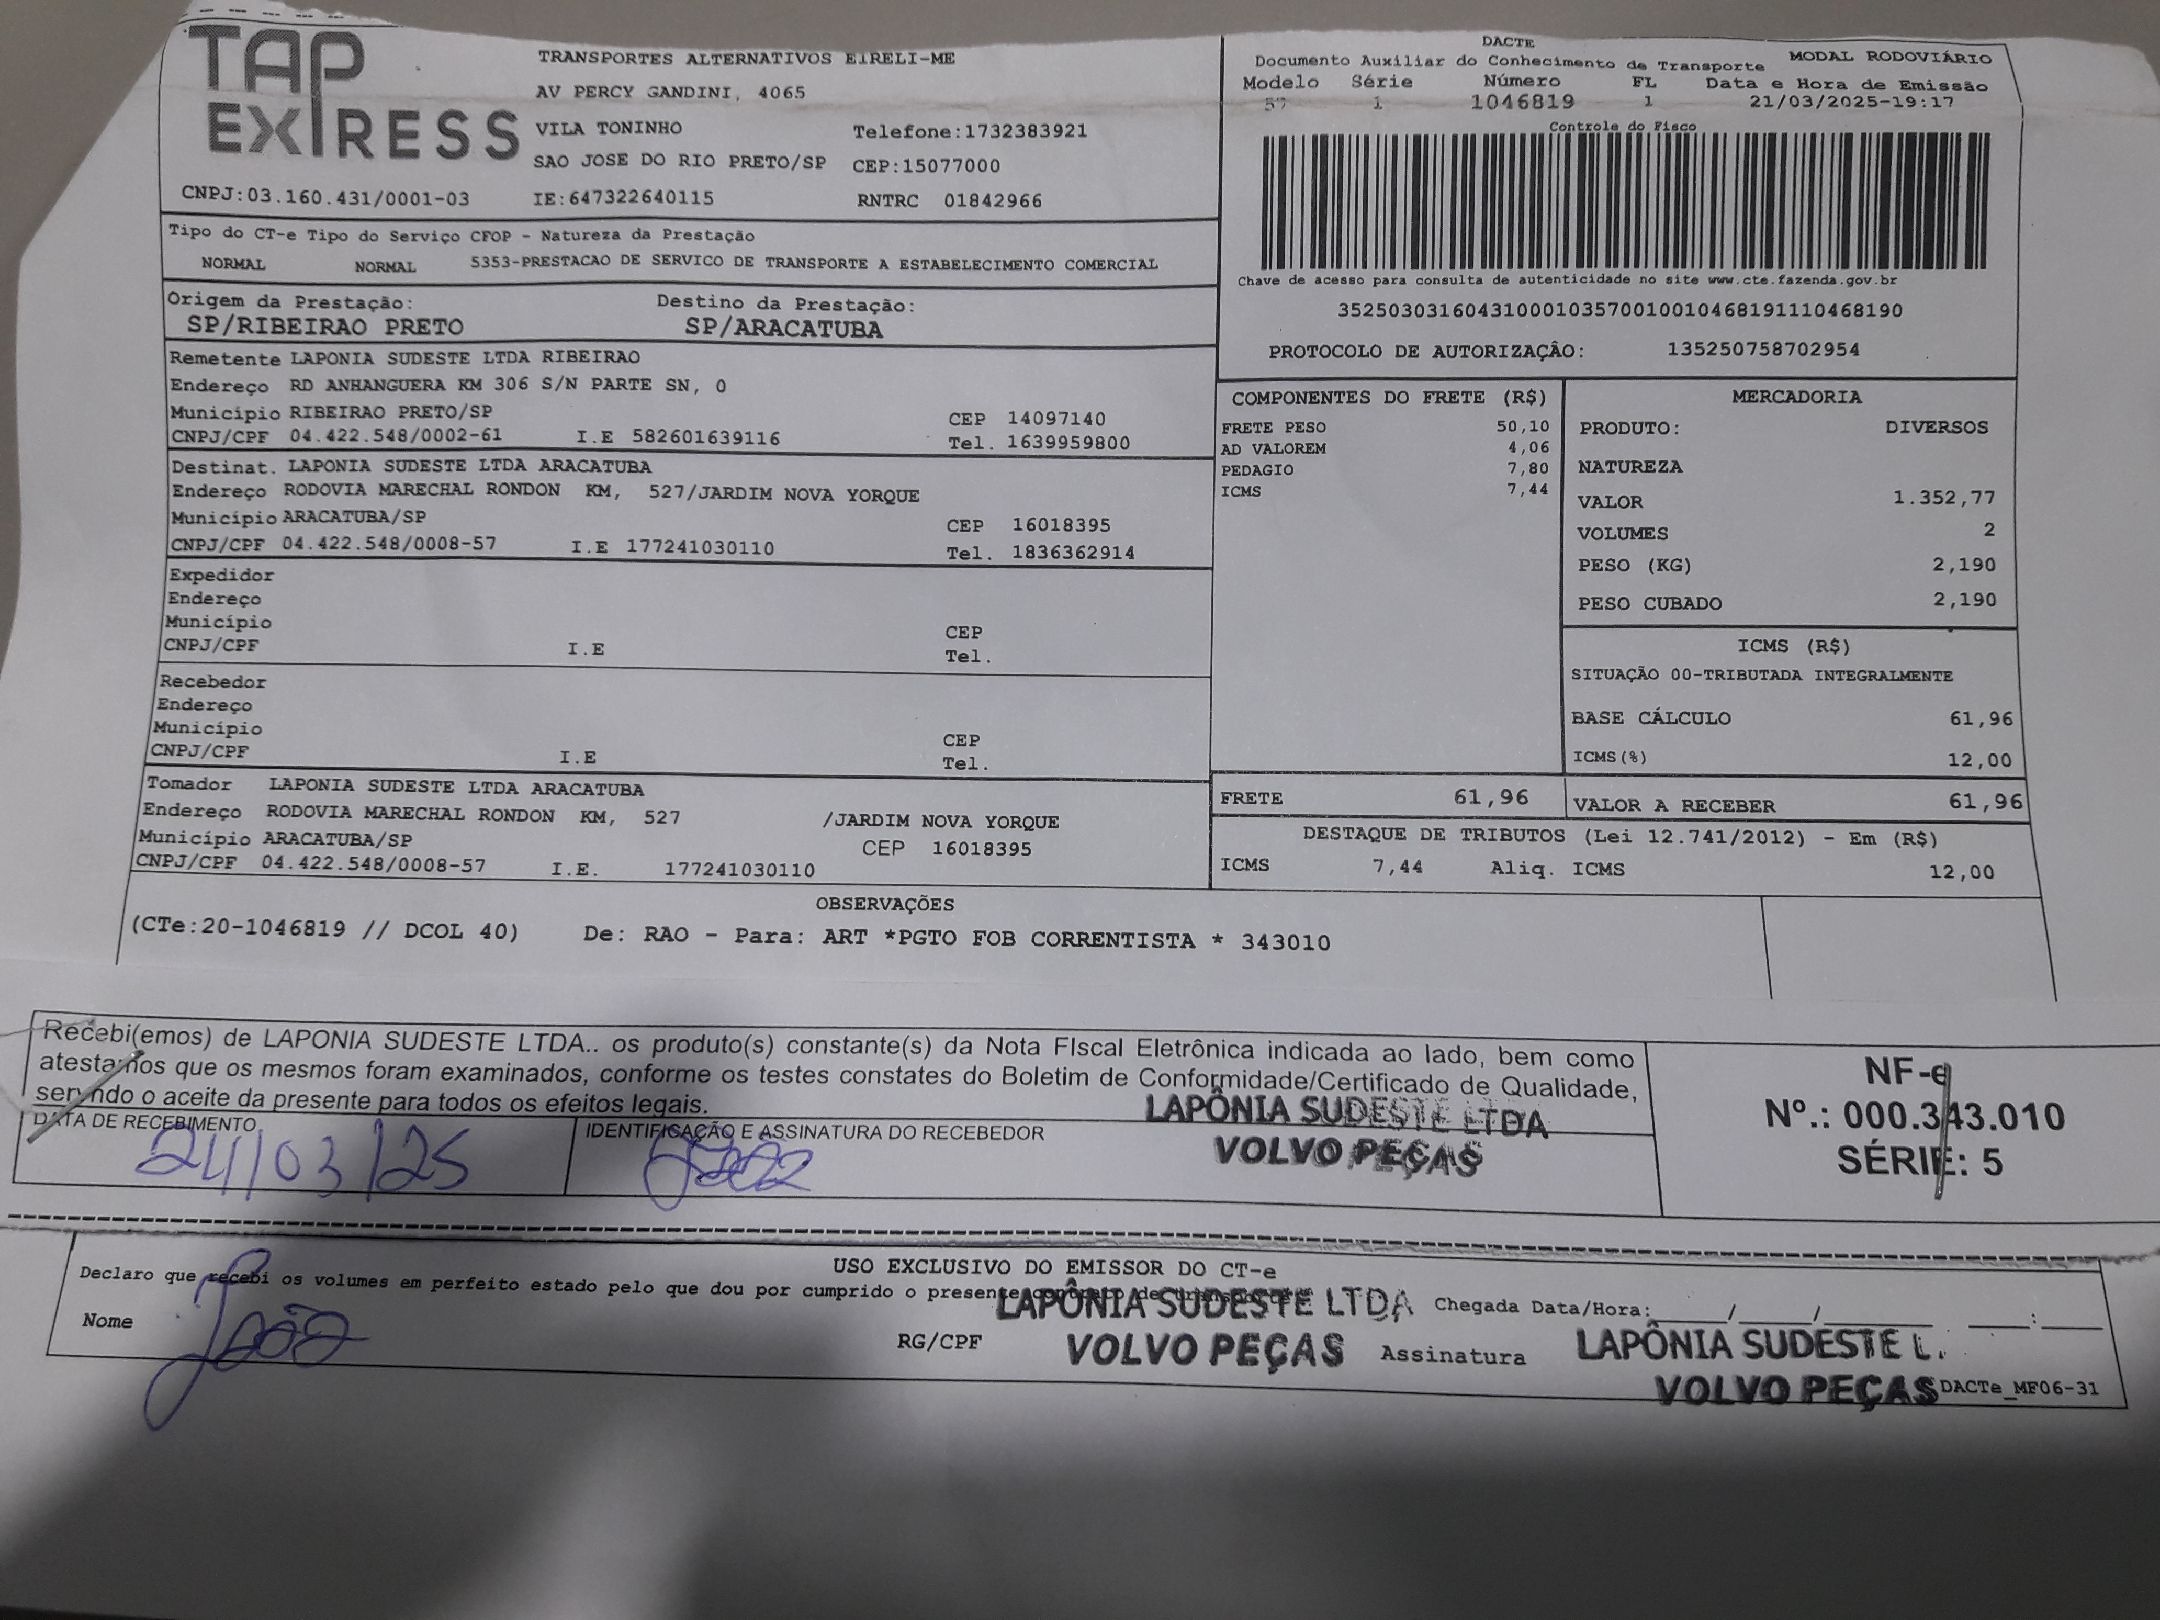 TAP EXPRESS
TRANSPORTES ALTERNATIVOS EIRELI-ME
AV PERCY GANDINI, 4065
VILA TONINHO Telefone:1732383921
SAO JOSE DO RIO PRETO/SP CEP:15077000
CNPJ:03.160.431/0001-03 IE:647322640115 RNTRC 01842966
DACTE
Documento Auxiliar do Conhecimento de Transporte MODAL RODOVIÁRIO
Modelo Série Número FL Data e Hora de Emissão
57 1 1046819 1 21/03/2025-19:17
Controle do Fisco
Chave de acesso para consulta de autenticidade no site www.cte.fazenda.gov.br
35250303160431000103570010010468191110468190
PROTOCOLO DE AUTORIZAÇÂO: 135250758702954
Tipo do CT-e Tipo do Serviço CFOP - Natureza da Prestação
NORMAL NORMAL 5353-PRESTACAO DE SERVICO DE TRANSPORTE A ESTABELECIMENTO COMERCIAL
Origem da Prestação: Destino da Prestação:
SP/RIBEIRAO PRETO SP/ARACATUBA
Remetente LAPONIA SUDESTE LTDA RIBEIRAO
Endereço RD ANHANGUERA KM 306 S/N PARTE SN, 0
Município RIBEIRAO PRETO/SP CEP 14097140
CNPJ/CPF 04.422.548/0002-61 I.E 582601639116 Tel. 1639959800
Destinat. LAPONIA SUDESTE LTDA ARACATUBA
Endereço RODOVIA MARECHAL RONDON KM, 527/JARDIM NOVA YORQUE
Município ARACATUBA/SP CEP 16018395
CNPJ/CPF 04.422.548/0008-57 I.E 177241030110 Tel. 1836362914
Expedidor
Endereço
Município CEP
CNPJ/CPF I.E Tel.
Recebedor
Endereço
Município CEP
CNPJ/CPF I.E Tel.
Tomador LAPONIA SUDESTE LTDA ARACATUBA
Endereço RODOVIA MARECHAL RONDON KM, 527 /JARDIM NOVA YORQUE
Município ARACATUBA/SP CEP 16018395
CNPJ/CPF 04.422.548/0008-57 I.E. 177241030110
COMPONENTES DO FRETE (R$)
FRETE PESO 50,10
AD VALOREM 4,06
PEDAGIO 7,80
ICMS 7,44
MERCADORIA
PRODUTO: DIVERSOS
NATUREZA
VALOR 1.352,77
VOLUMES 2
PESO (KG) 2,190
PESO CUBADO 2,190
ICMS (R$)
SITUAÇÃO 00-TRIBUTADA INTEGRALMENTE
BASE CÁLCULO 61,96
ICMS(%) 12,00
FRETE 61,96 VALOR A RECEBER 61,96
DESTAQUE DE TRIBUTOS (Lei 12.741/2012) - Em (R$)
ICMS 7,44 Aliq. ICMS 12,00
OBSERVAÇÕES
(CTe:20-1046819 // DCOL 40) De: RAO - Para: ART *PGTO FOB CORRENTISTA * 343010
Recebi(emos) de LAPONIA SUDESTE LTDA.. os produto(s) constante(s) da Nota FIscal Eletrônica indicada ao lado, bem como
atestamos que os mesmos foram examinados, conforme os testes constates do Boletim de Conformidade/Certificado de Qualidade,
servindo o aceite da presente para todos os efeitos legais.
DATA DE RECEBIMENTO IDENTIFICAÇÃO E ASSINATURA DO RECEBEDOR
24/03/25
LAPÔNIA SUDESTE LTDA
VOLVO PEÇAS
NF-e
Nº.: 000.343.010
SÉRIE: 5
USO EXCLUSIVO DO EMISSOR DO CT-e
Declaro que recebi os volumes em perfeito estado pelo que dou por cumprido o presente contrato de transporte
Chegada Data/Hora:____/____/____ ____:____
Nome João RG/CPF Assinatura
LAPÔNIA SUDESTE LTDA
VOLVO PEÇAS
LAPÔNIA SUDESTE L
VOLVO PEÇAS
DACTe_MF06-31